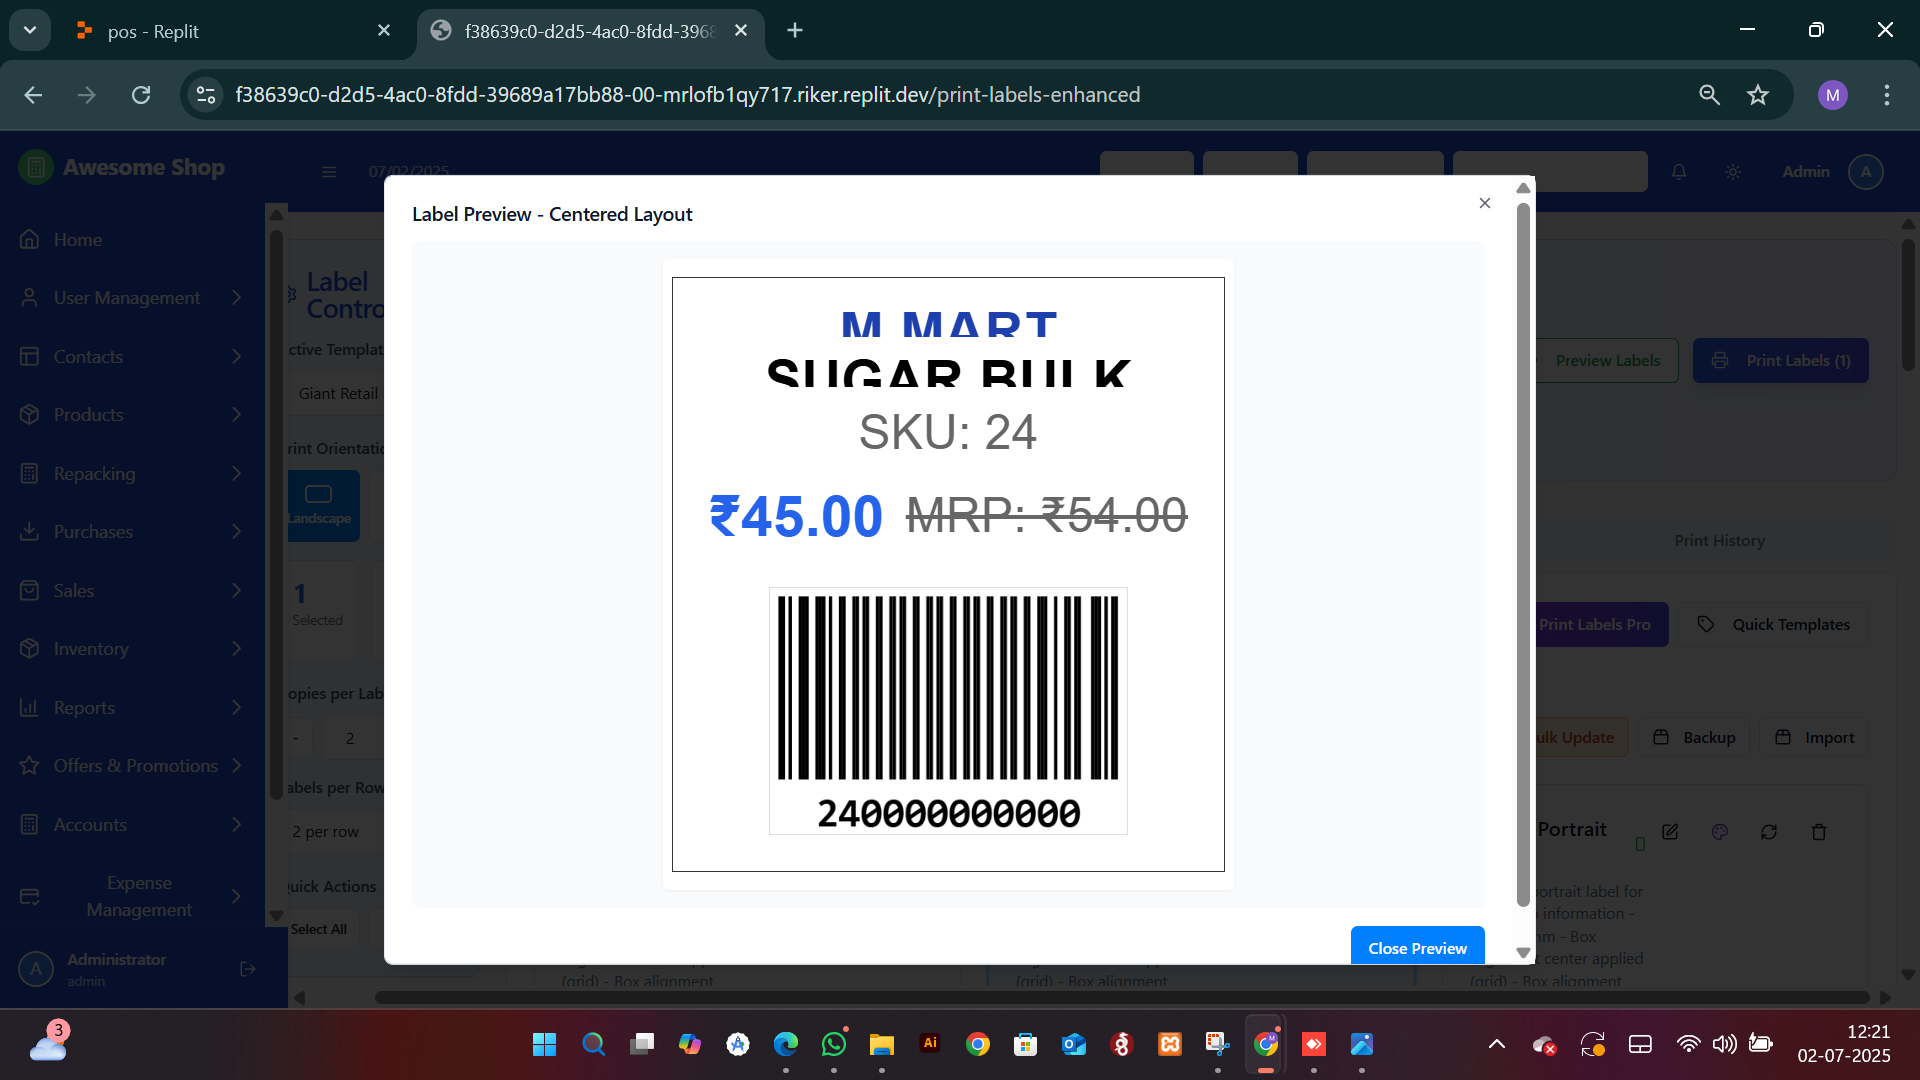 pos - Replit
f38639c0-d2d5-4ac0-8fdd-3968
f38639c0-d2d5-4ac0-8fdd-39689a17bb88-00-mrlofb1qy717.riker.replit.dev/print-labels-enhanced
M
Awesome Shop
07/02/2025
Admin
A
Home
User Management
Contacts
Products
Repacking
Purchases
Sales
Inventory
Reports
Offers & Promotions
Accounts
Expense
Management
A
Administrator
admin
Label
Contro
ctive Templat
Giant Retail
rint Orientatio
Landscape
1
Selected
opies per Lab
-
2
abels per Row
2 per row
uick Actions
Select All
Label Preview - Centered Layout
M MART
SUGAR BULK
SKU: 24
₹45.00 MRP: ₹54.00
240000000000
Close Preview
Preview Labels
Print Labels (1)
Print History
Print Labels Pro
Quick Templates
ulk Update
Backup
Import
Portrait
ortrait label for
information -
m - Box
center applied
(grid) - Box alignment
(grid) - Box alignment
(grid) - Box alignment
3
Ai
12:21
02-07-2025